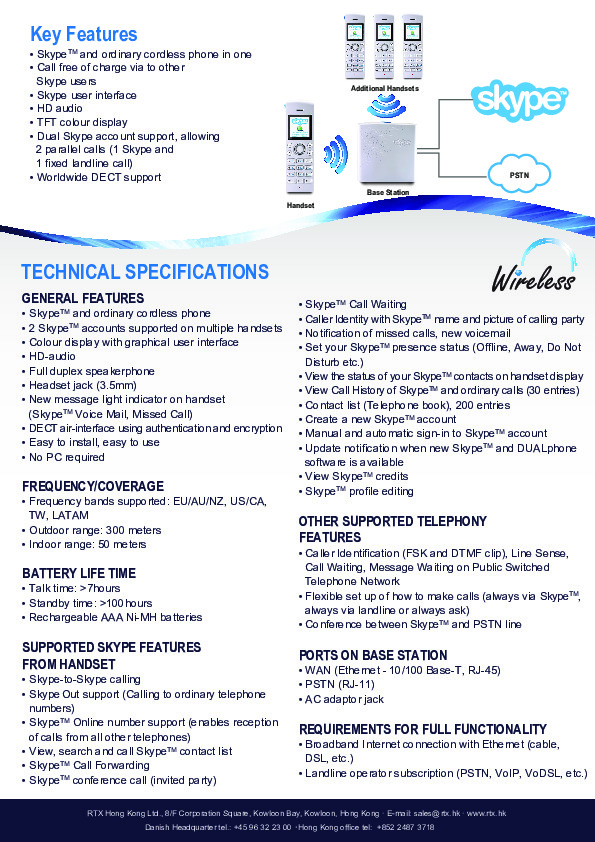 Key Features
• Skype™ and ordinary cordless phone in one
• Call free of charge via to other
Skype users
• Skype user interface
• HD audio
• TFT colour display
• Dual Skype account support, allowing
2 parallel calls (1 Skype and
1 fixed landline call)
• Worldwide DECT support
Additional Handsets
skype™
PSTN
Base Station
Handset
TECHNICAL SPECIFICATIONS
Wireless
GENERAL FEATURES
• Skype™ and ordinary cordless phone
• 2 Skype™ accounts supported on multiple handsets
• Colour display with graphical user interface
• HD-audio
• Full duplex speakerphone
• Headset jack (3.5mm)
• New message light indicator on handset
(Skype™ Voice Mail, Missed Call)
• DECT air-interface using authentication and encryption
• Easy to install, easy to use
• No PC required
FREQUENCY/COVERAGE
• Frequency bands supported: EU/AU/NZ, US/CA,
TW, LATAM
• Outdoor range: 300 meters
• Indoor range: 50 meters
BATTERY LIFE TIME
• Talk time: >7hours
• Standby time: >100hours
• Rechargeable AAA Ni-MH batteries
SUPPORTED SKYPE FEATURES
FROM HANDSET
• Skype-to-Skype calling
• Skype Out support (Calling to ordinary telephone
numbers)
• Skype™ Online number support (enables reception
of calls from all other telephones)
• View, search and call Skype™ contact list
• Skype™ Call Forwarding
• Skype™ conference call (invited party)
• Skype™ Call Waiting
• Caller Identity with Skype™ name and picture of calling party
• Notification of missed calls, new voicemail
• Set your Skype™ presence status (Offline, Away, Do Not
Disturb etc.)
• View the status of your Skype™ contacts on handset display
• View Call History of Skype™ and ordinary calls (30 entries)
• Contact list (Telephone book), 200 entries
• Create a new Skype™ account
• Manual and automatic sign-in to Skype™ account
• Update notification when new Skype™ and DUALphone
software is available
• View Skype™ credits
• Skype™ profile editing
OTHER SUPPORTED TELEPHONY
FEATURES
• Caller Identification (FSK and DTMF clip), Line Sense,
Call Waiting, Message Waiting on Public Switched
Telephone Network
• Flexible set up of how to make calls (always via Skype™,
always via landline or always ask)
• Conference between Skype™ and PSTN line
PORTS ON BASE STATION
• WAN (Ethernet - 10/100 Base-T, RJ-45)
• PSTN (RJ-11)
• AC adaptor jack
REQUIREMENTS FOR FULL FUNCTIONALITY
• Broadband Internet connection with Ethernet (cable,
DSL, etc.)
• Landline operator subscription (PSTN, VoIP, VoDSL, etc.)
RTX Hong Kong Ltd., 8/F Corporation Square, Kowloon Bay, Kowloon, Hong Kong · E-mail: sales@rtx.hk · www.rtx.hk
Danish Headquarter tel.: +45 96 32 23 00 · Hong Kong office tel: +852 2487 3718